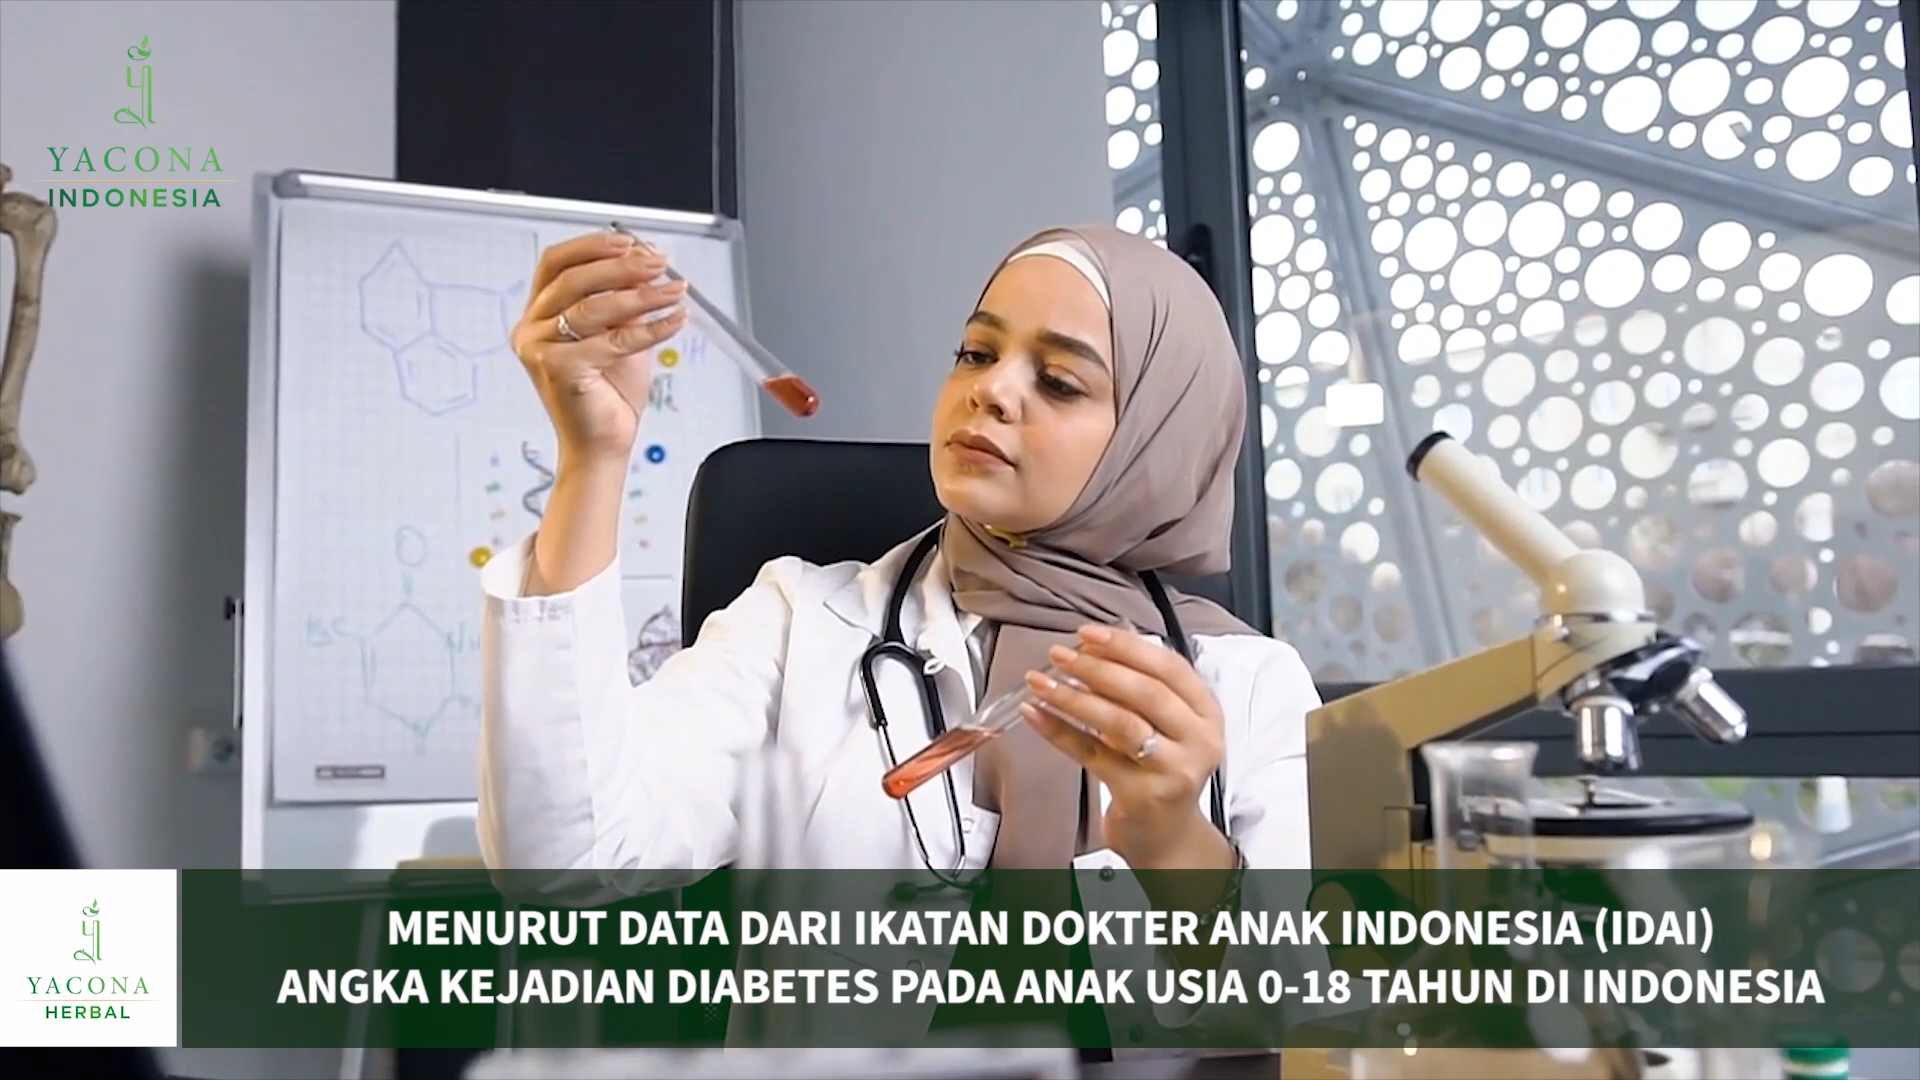 YACONA
INDONESIA
YACONA
HERBAL
MENURUT DATA DARI IKATAN DOKTER ANAK INDONESIA (IDAI)
ANGKA KEJADIAN DIABETES PADA ANAK USIA 0-18 TAHUN DI INDONESIA